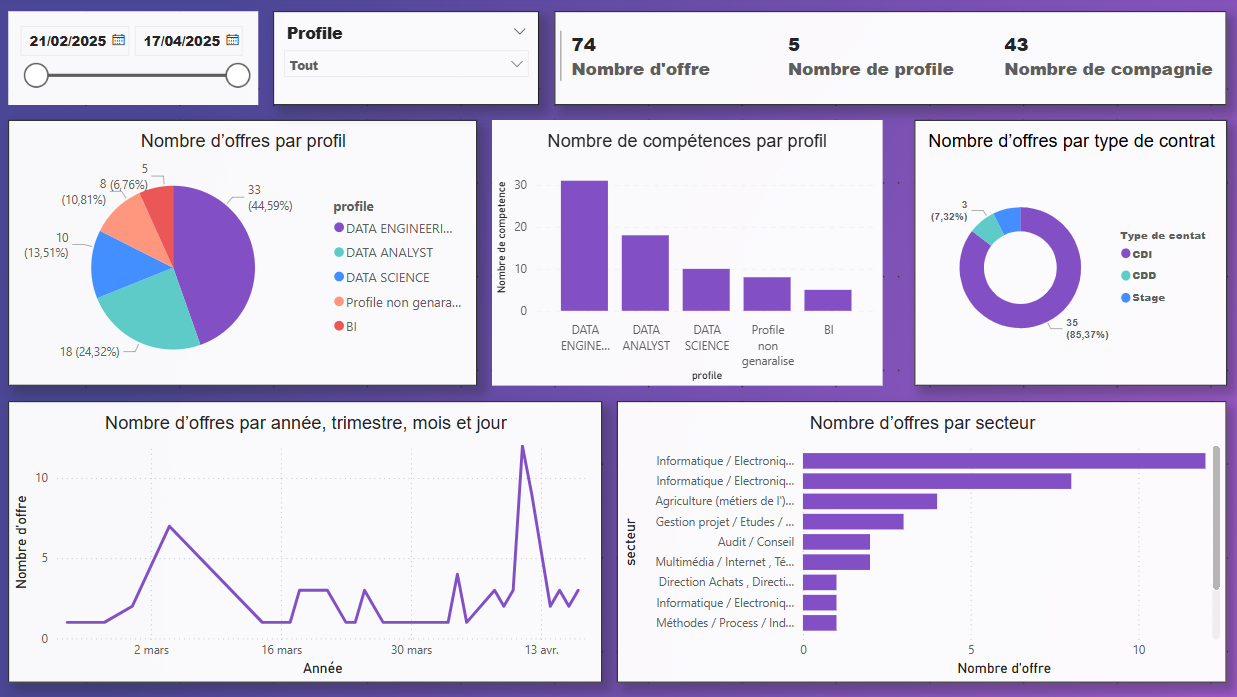 21/02/2025
17/04/2025
Profile
Tout
74
Nombre d'offre
5
Nombre de profile
43
Nombre de compagnie
Nombre d'offres par profil
33
(44,59%)
18 (24,32%)
10
(13,51%)
8
(10,81%)
5
(6,76%)
profile
DATA ENGINEERI...
DATA ANALYST
DATA SCIENCE
Profile non genara...
BI
Nombre de compétences par profil
Nombre de competence
30
20
10
0
DATA
ENGINE...
DATA
ANALYST
DATA
SCIENCE
Profile
non
genaralise
BI
profile
Nombre d'offres par type de contrat
3
(7,32%)
35
(85,37%)
Type de contat
CDI
CDD
Stage
Nombre d'offres par année, trimestre, mois et jour
Nombre d'offre
10
5
0
2 mars
16 mars
30 mars
13 avr.
Année
Nombre d'offres par secteur
secteur
Informatique / Electroniq...
Informatique / Electroniq...
Agriculture (métiers de l')...
Gestion projet / Etudes / ...
Audit / Conseil
Multimédia / Internet , Té...
Direction Achats , Directi...
Informatique / Electroniq...
Méthodes / Process / Ind...
0
5
10
Nombre d'offre